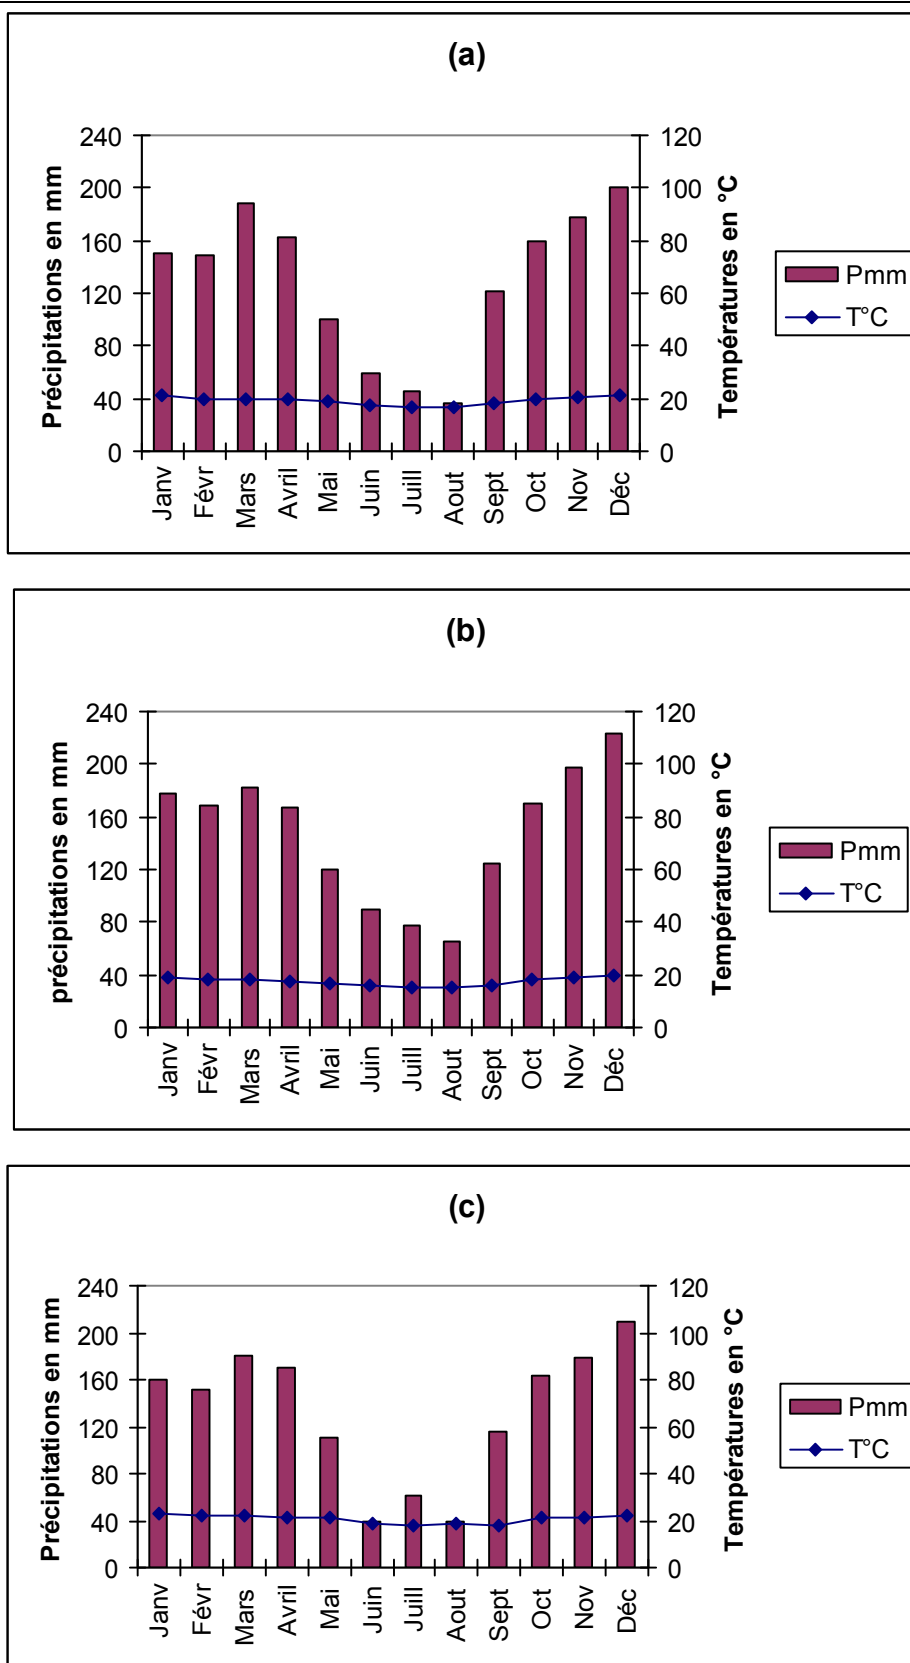 (a)
Précipitations en mm
240
200
160
120
80
40
0
120
100
80
60
40
20
0
Températures en °C
Janv
Févr
Mars
Avril
Mai
Juin
Juill
Aout
Sept
Oct
Nov
Déc
Pmm
T°C
(b)
précipitations en mm
240
200
160
120
80
40
0
120
100
80
60
40
20
0
Températures en °C
Janv
Févr
Mars
Avril
Mai
Juin
Juill
Aout
Sept
Oct
Nov
Déc
Pmm
T°C
(c)
Précipitations en mm
240
200
160
120
80
40
0
120
100
80
60
40
20
0
Températures en °C
Janv
Févr
Mars
Avril
Mai
Juin
Juill
Aout
Sept
Oct
Nov
Déc
Pmm
T°C